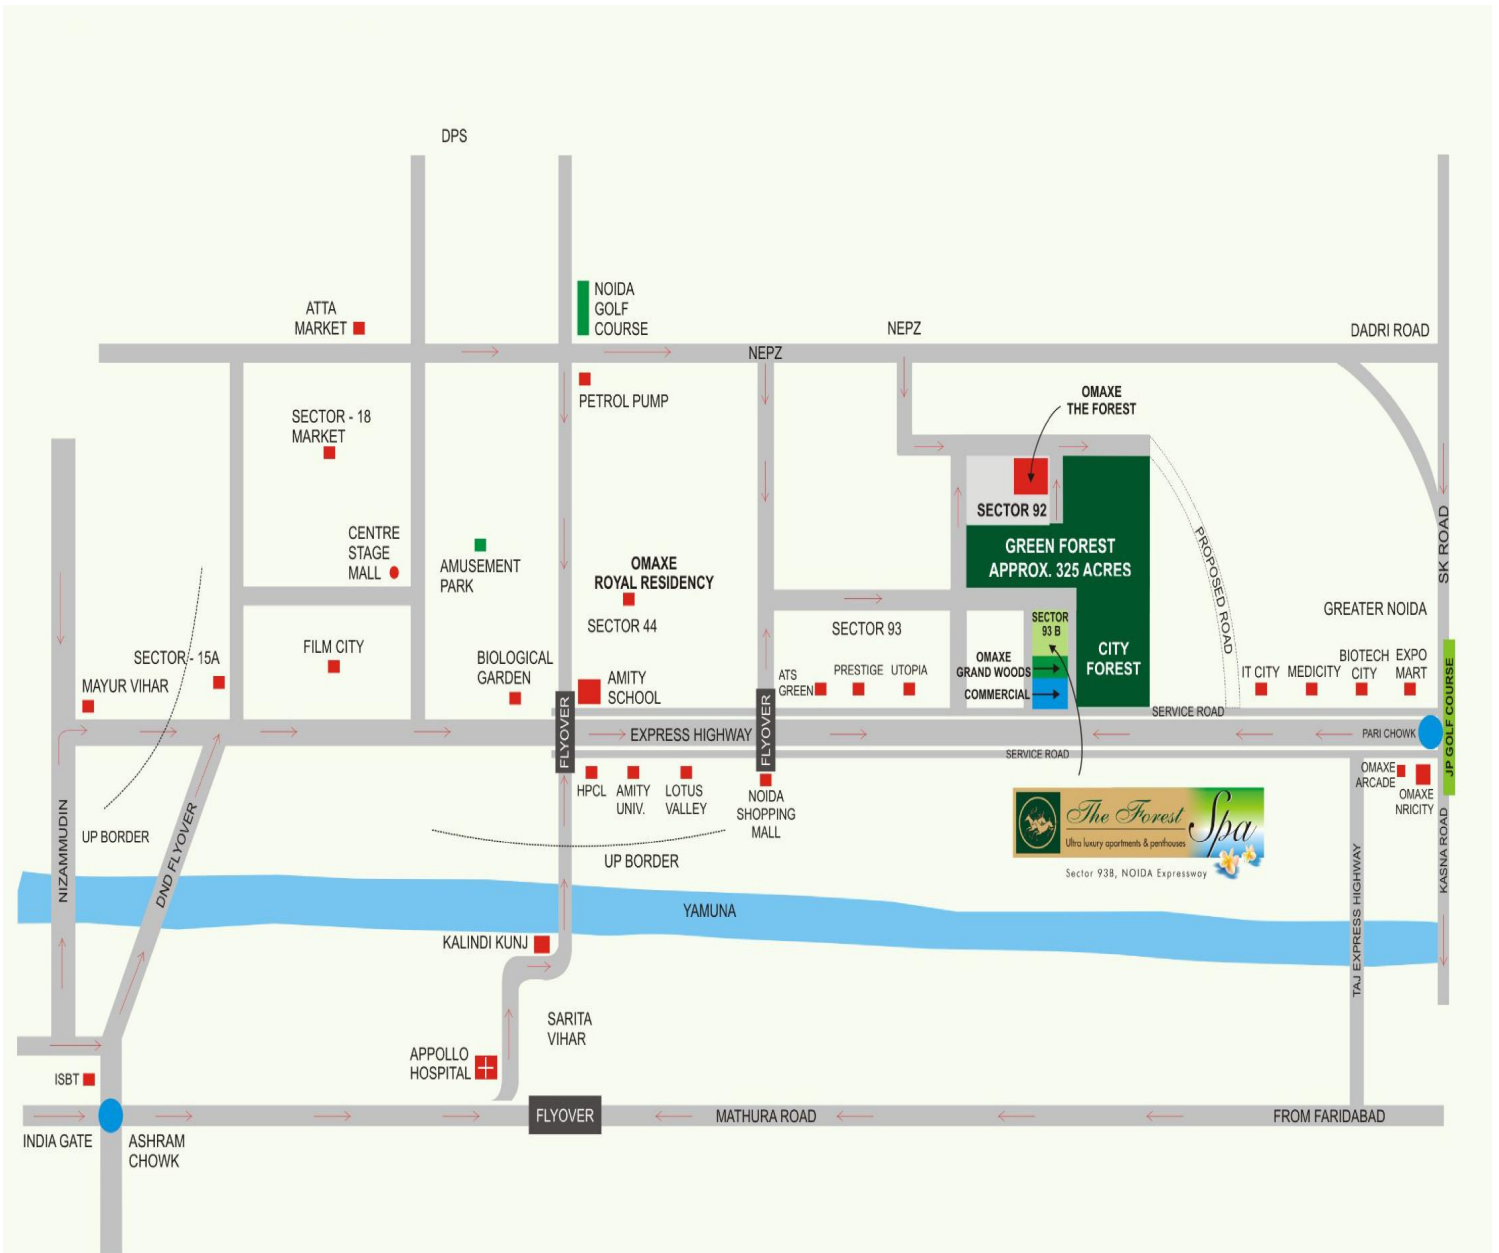 DPS
NOIDA
GOLF
COURSE
ATTA
MARKET
NEPZ
DADRI ROAD
NEPZ
PETROL PUMP
OMAXE
THE FOREST
SECTOR - 18
MARKET
SECTOR 92
SK ROAD
CENTRE
STAGE
MALL
AMUSEMENT
PARK
OMAXE
ROYAL RESIDENCY
GREEN FOREST
APPROX. 325 ACRES
PROPOSED ROAD
SECTOR 44
SECTOR 93
SECTOR
93 B
GREATER NOIDA
FILM CITY
SECTOR - 15A
MAYUR VIHAR
BIOLOGICAL
GARDEN
AMITY
SCHOOL
ATS
GREEN
PRESTIGE
UTOPIA
OMAXE
GRAND WOODS
COMMERCIAL
CITY
FOREST
IT CITY
MEDICITY
BIOTECH
CITY
EXPO
MART
JP GOLF COURSE
SERVICE ROAD
FLYOVER
EXPRESS HIGHWAY
FLYOVER
PARI CHOWK
SERVICE ROAD
HPCL
AMITY
UNIV.
LOTUS
VALLEY
NOIDA
SHOPPING
MALL
OMAXE
ARCADE
OMAXE
NRICITY
UP BORDER
NIZAMMUDIN
DND FLYOVER
UP BORDER
The Forest Spa
Ultra luxury apartments & penthouses
Sector 93B, NOIDA Expressway
TAJ EXPRESS HIGHWAY
KASNA ROAD
YAMUNA
KALINDI KUNJ
SARITA
VIHAR
APPOLLO
HOSPITAL
ISBT
INDIA GATE
ASHRAM
CHOWK
FLYOVER
MATHURA ROAD
FROM FARIDABAD